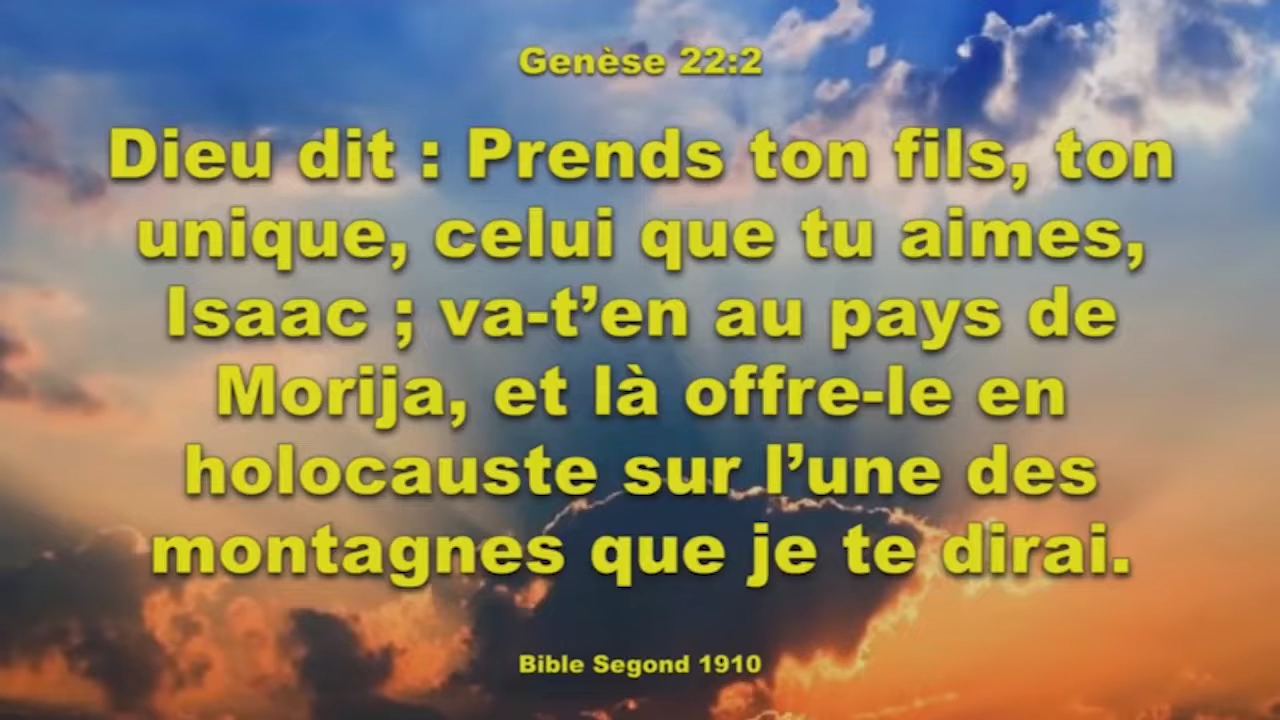 Genèse 22:2
Dieu dit : Prends ton fils, ton
unique, celui que tu aimes,
Isaac ; va-t’en au pays de
Morija, et là offre-le en
holocauste sur l’une des
montagnes que je te dirai.
Bible Segond 1910